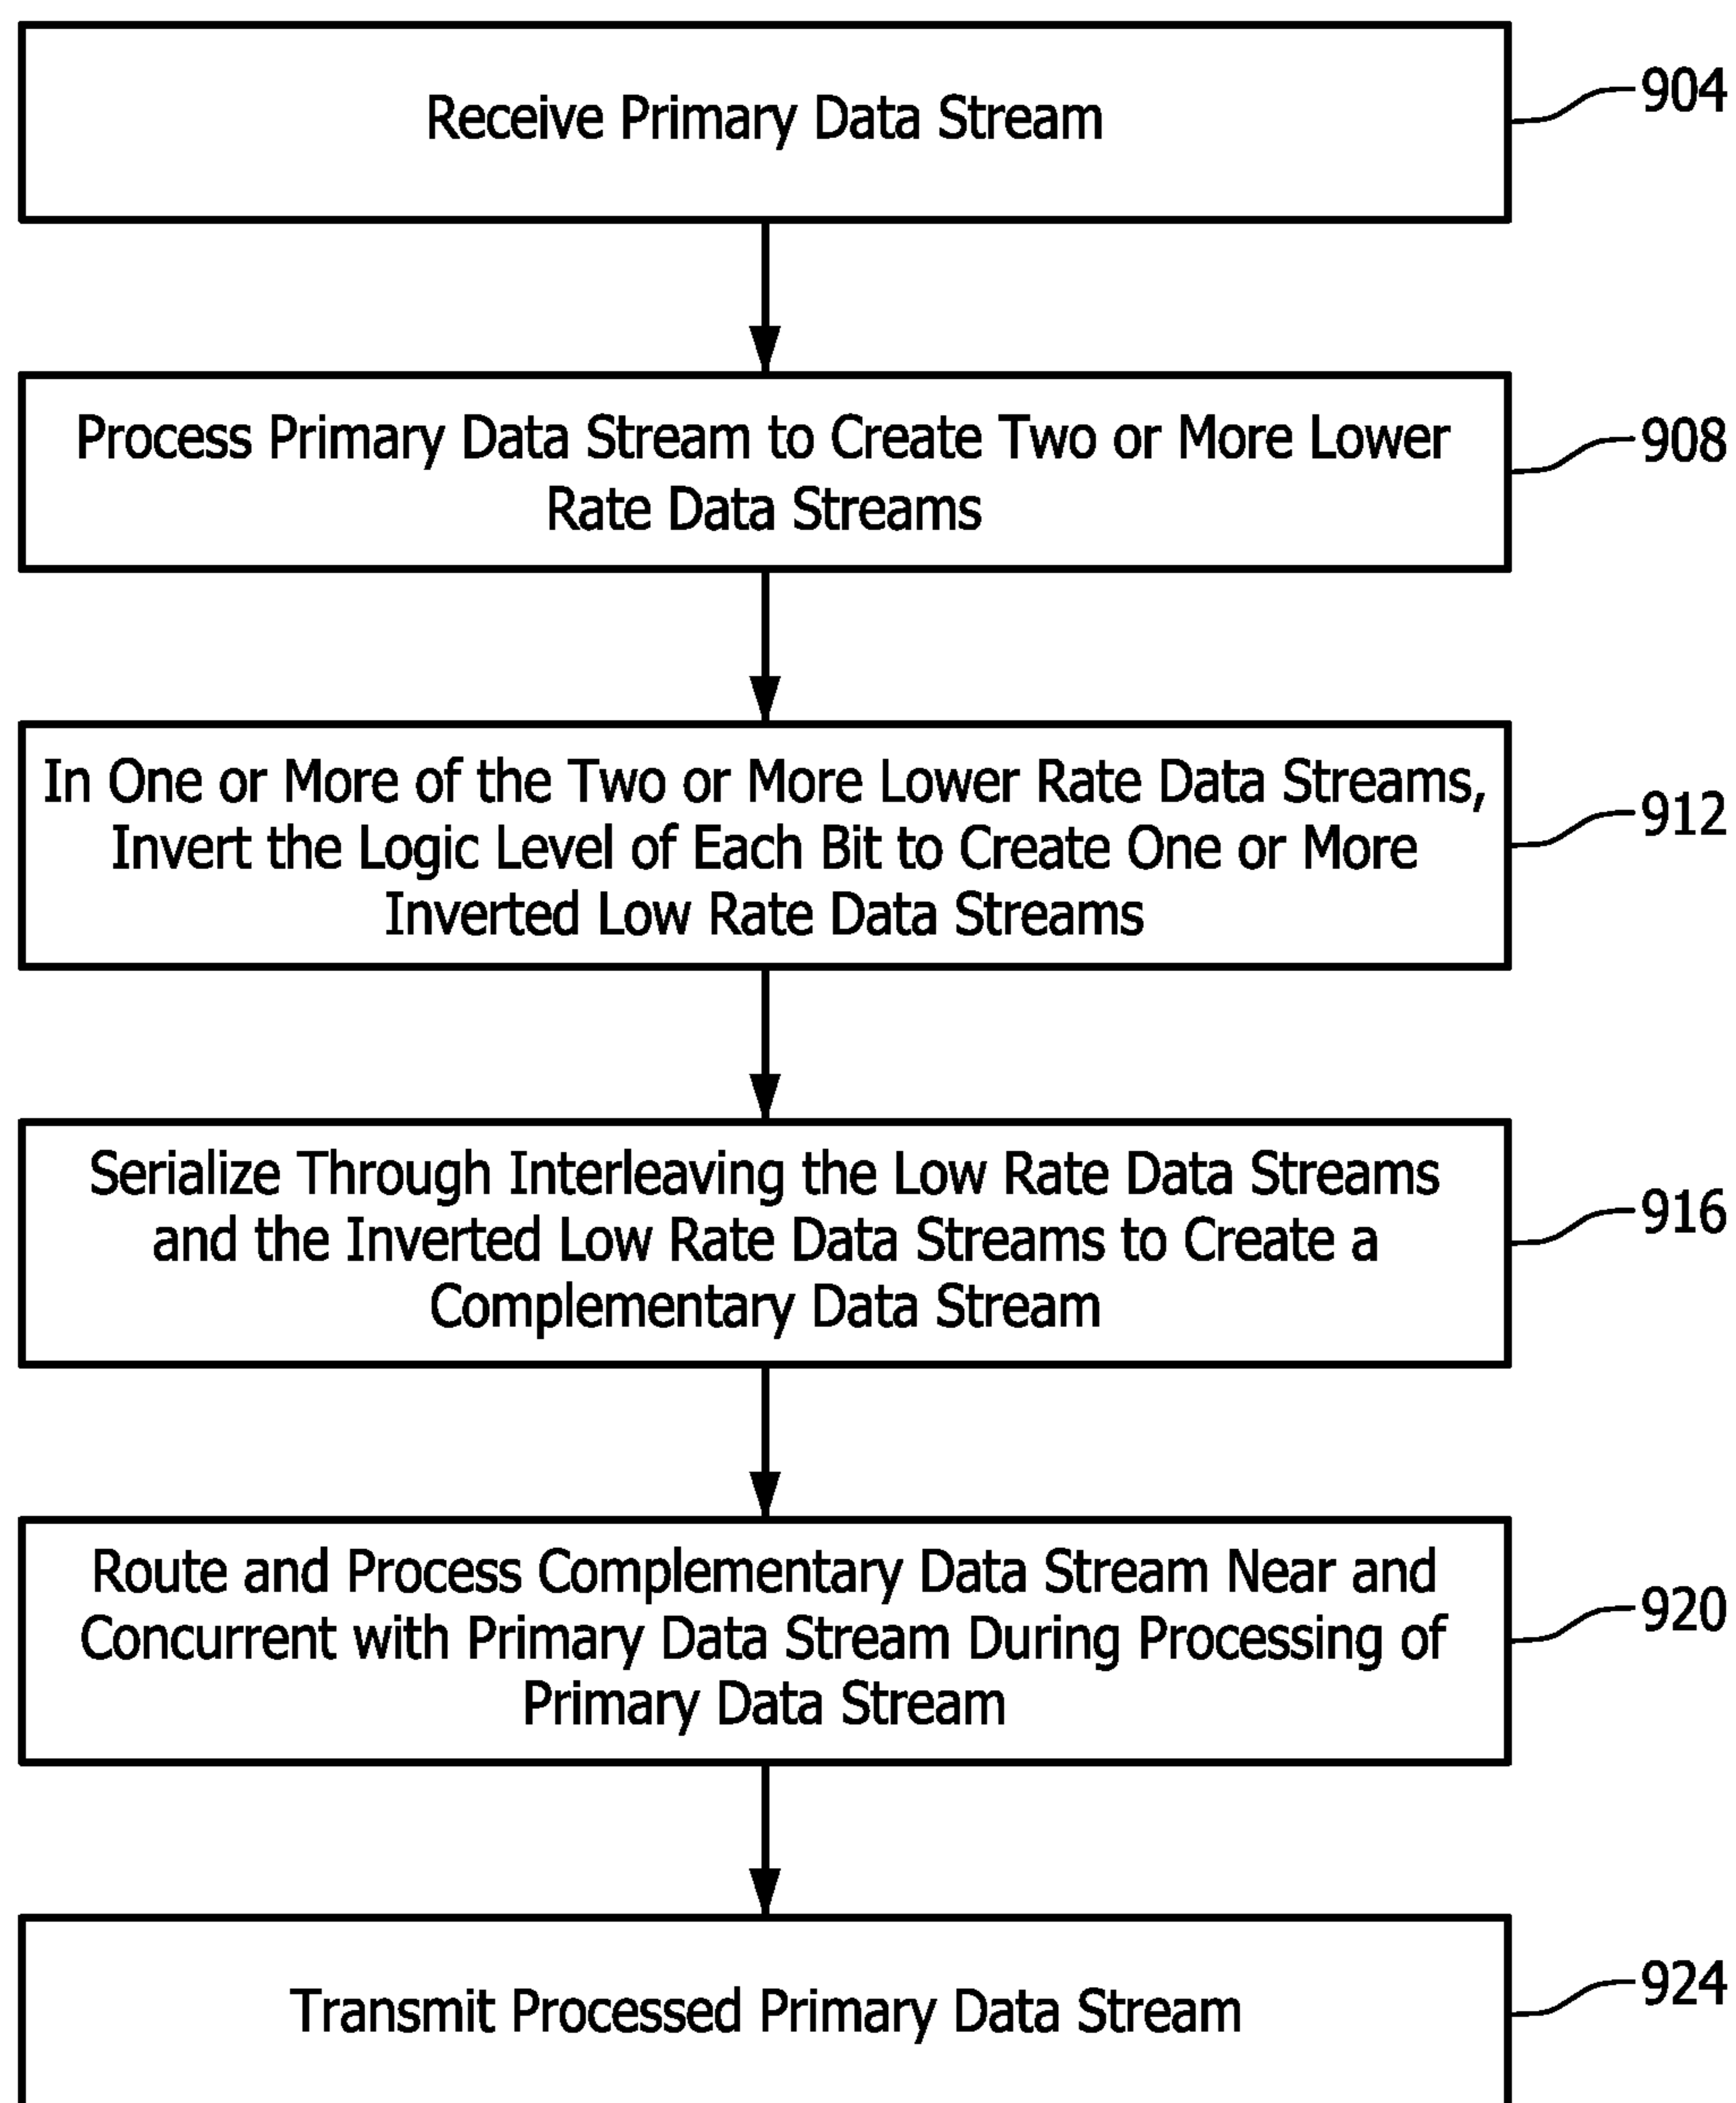 Receive Primary Data Stream
904
Process Primary Data Stream to Create Two or More Lower
Rate Data Streams
908
In One or More of the Two or More Lower Rate Data Streams,
Invert the Logic Level of Each Bit to Create One or More
Inverted Low Rate Data Streams
912
Serialize Through Interleaving the Low Rate Data Streams
and the Inverted Low Rate Data Streams to Create a
Complementary Data Stream
916
Route and Process Complementary Data Stream Near and
Concurrent with Primary Data Stream During Processing of
Primary Data Stream
920
Transmit Processed Primary Data Stream
924